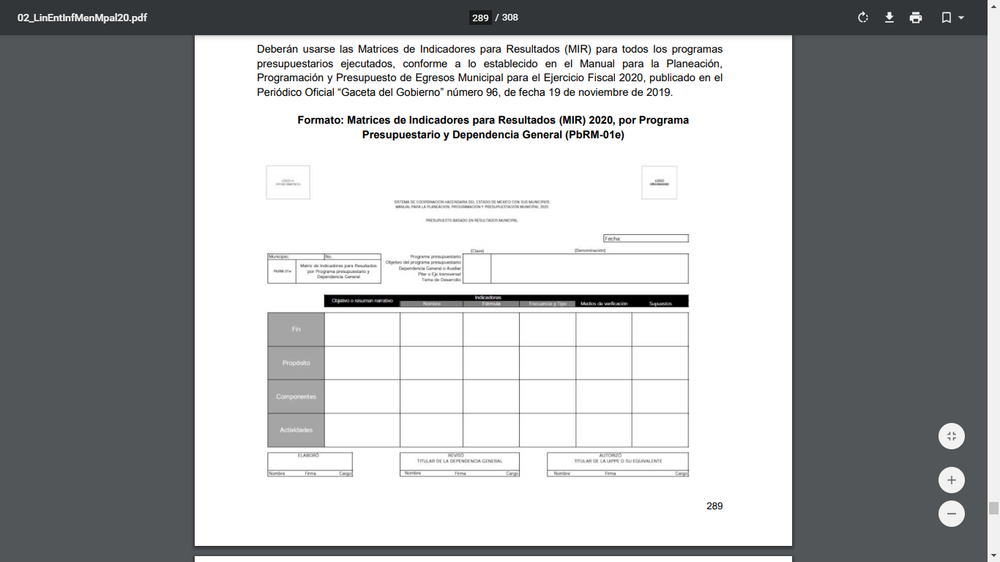 02_LinEntInfMenMpal20.pdf
289 / 308
Deberán usarse las Matrices de Indicadores para Resultados (MIR) para todos los programas
presupuestarios ejecutados, conforme a lo establecido en el Manual para la Planeación,
Programación y Presupuesto de Egresos Municipal para el Ejercicio Fiscal 2020, publicado en el
Periódico Oficial “Gaceta del Gobierno” número 96, de fecha 19 de noviembre de 2019.
Formato: Matrices de Indicadores para Resultados (MIR) 2020, por Programa
Presupuestario y Dependencia General (PbRM-01e)
LOGO H.
AYUNTAMIENTO
LOGO
ORGANISMO
SISTEMA DE COORDINACION HACENDARIA DEL ESTADO DE MEXICO CON SUS MUNICIPIOS
MANUAL PARA LA PLANEACION, PROGRAMACION Y PRESUPUESTACION MUNICIPAL 2020
PRESUPUESTO BASADO EN RESULTADOS MUNICIPAL
Fecha:
(Clave) (Denominación)
Municipio: No.
PbRM-01e
Matriz de Indicadores para Resultados
por Programa presupuestario y
Dependencia General
Programa presupuestario:
Objetivo del programa presupuestario:
Dependencia General o Auxiliar:
Pilar o Eje transversal:
Tema de Desarrollo:
Objetivo o resumen narrativo
Indicadores
Nombre Fórmula Frecuencia y Tipo
Medios de verificación
Supuestos
Fin
Propósito
Componentes
Actividades
ELABORÓ
Nombre Firma Cargo
REVISÓ
TITULAR DE LA DEPENDENCIA GENERAL
Nombre Firma Cargo
AUTORIZÓ
TITULAR DE LA UIPPE O SU EQUIVALENTE
Nombre Firma Cargo
289